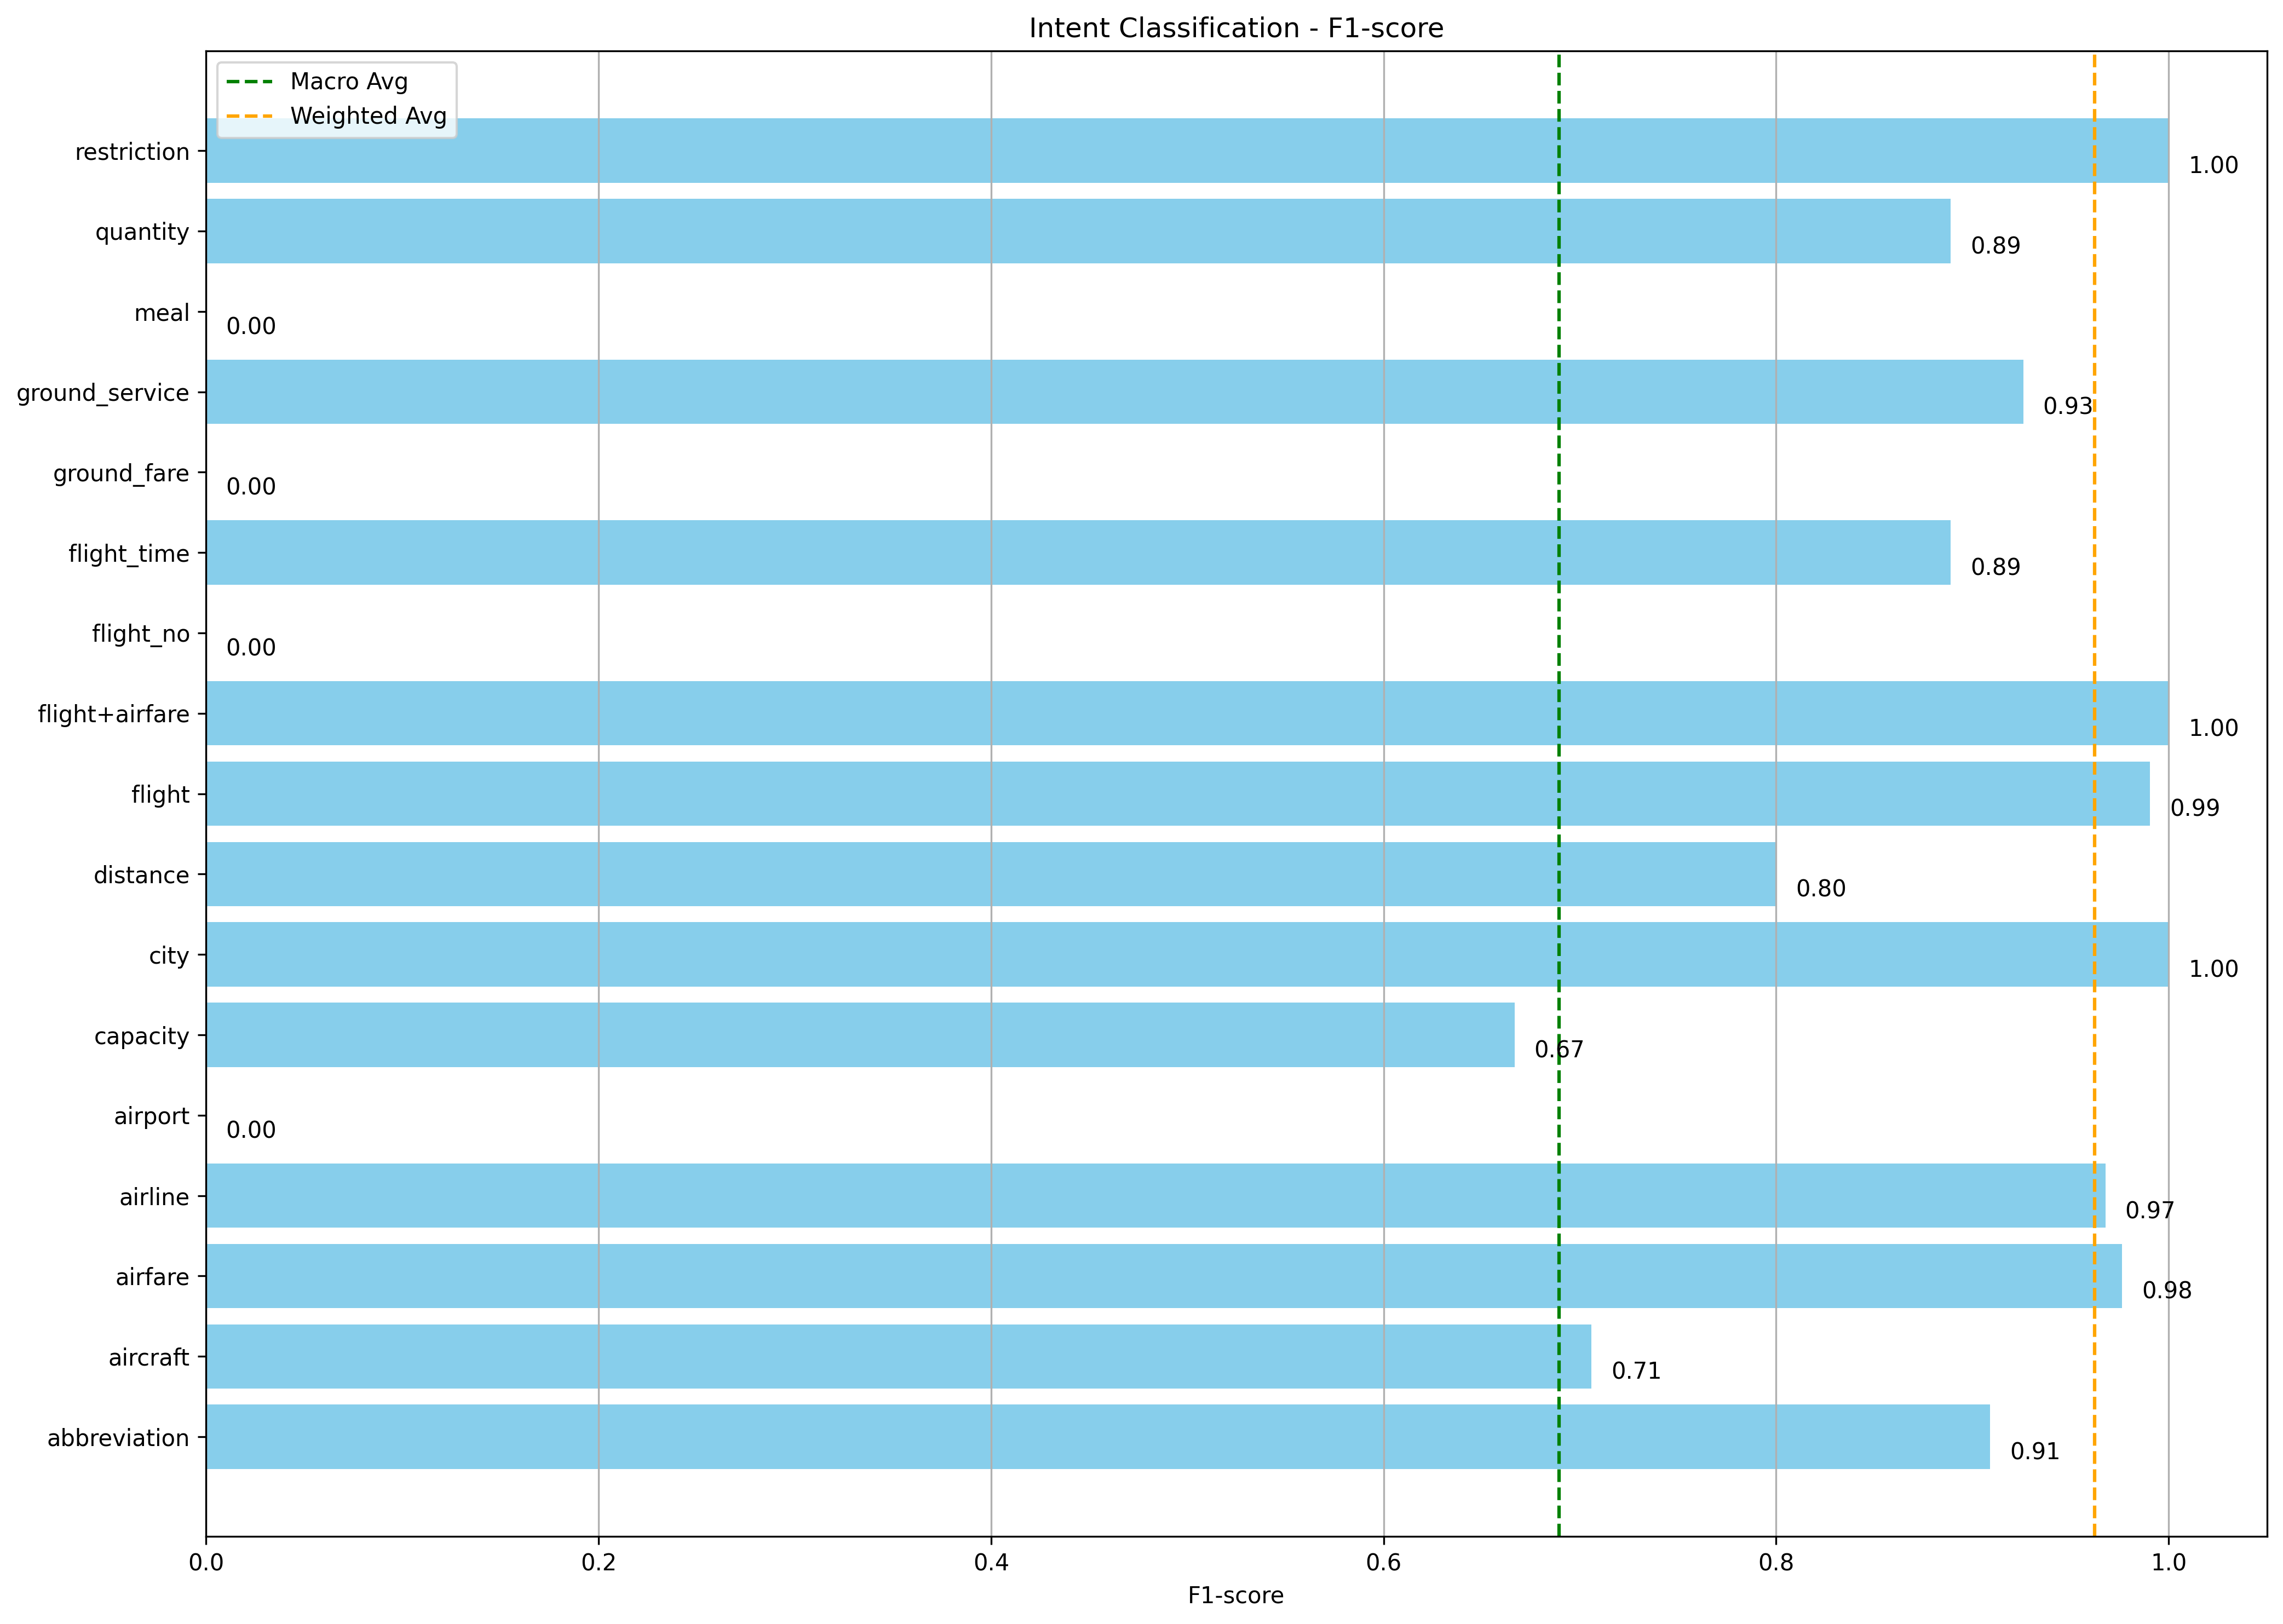 Intent Classification - F1-score
Macro Avg
Weighted Avg
restriction
1.00
quantity
0.89
meal
0.00
ground_service
0.93
ground_fare
0.00
flight_time
0.89
flight_no
0.00
flight+airfare
1.00
flight
0.99
distance
0.80
city
1.00
capacity
0.67
airport
0.00
airline
0.97
airfare
0.98
aircraft
0.71
abbreviation
0.91
0.0 0.2 0.4 0.6 0.8 1.0
F1-score